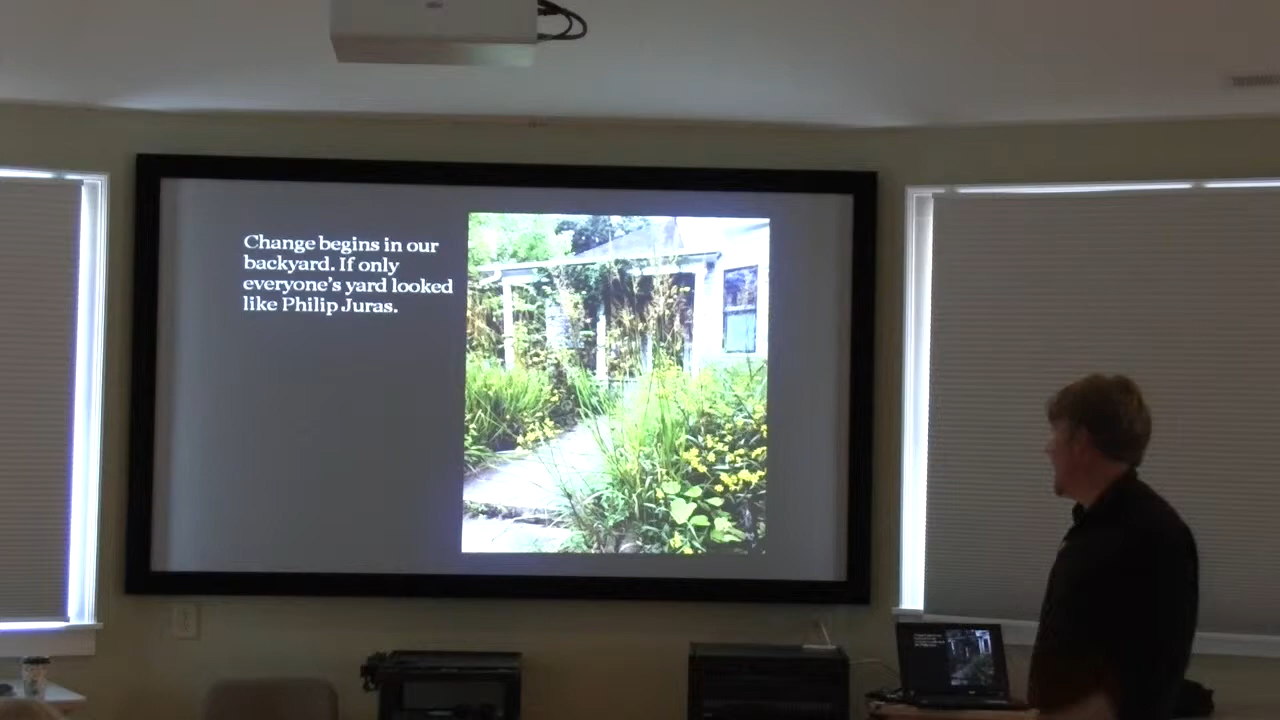 Change begins in our
backyard. If only
everyone's yard looked
like Philip Juras.